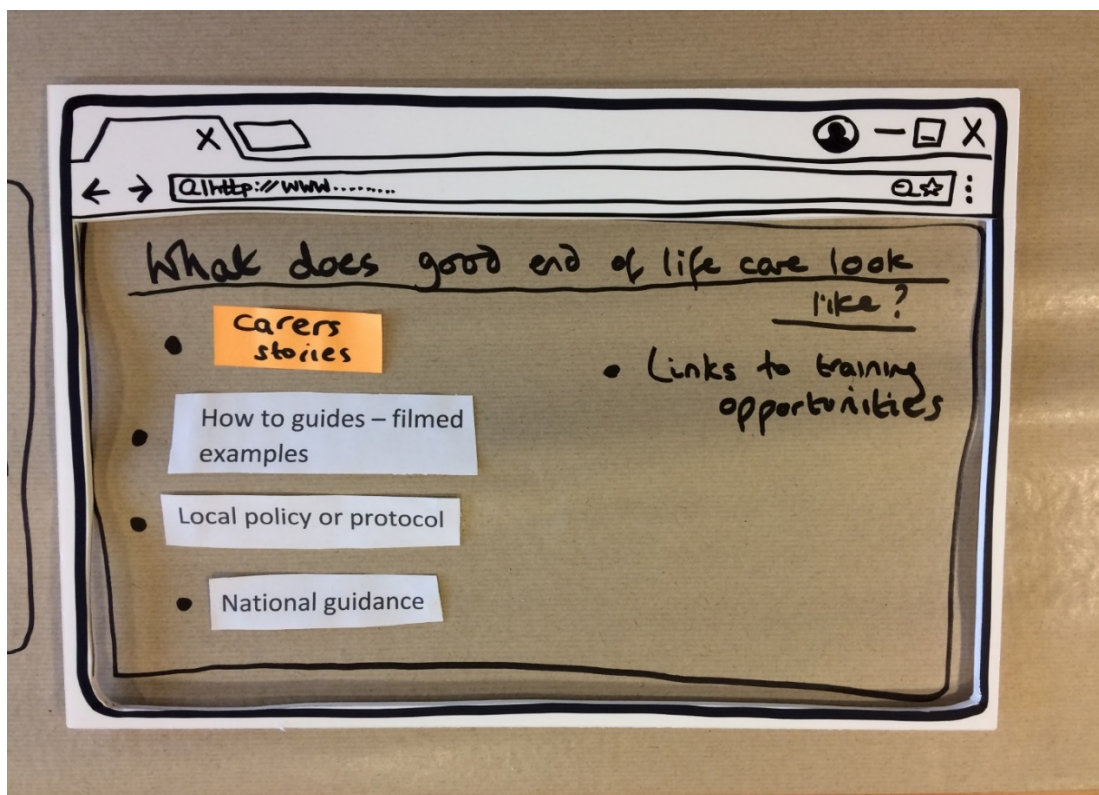 http://www.........
What does good end of life care look
like?
carers
stories
How to guides – filmed
examples
Local policy or protocol
National guidance
Links to training
opportunities